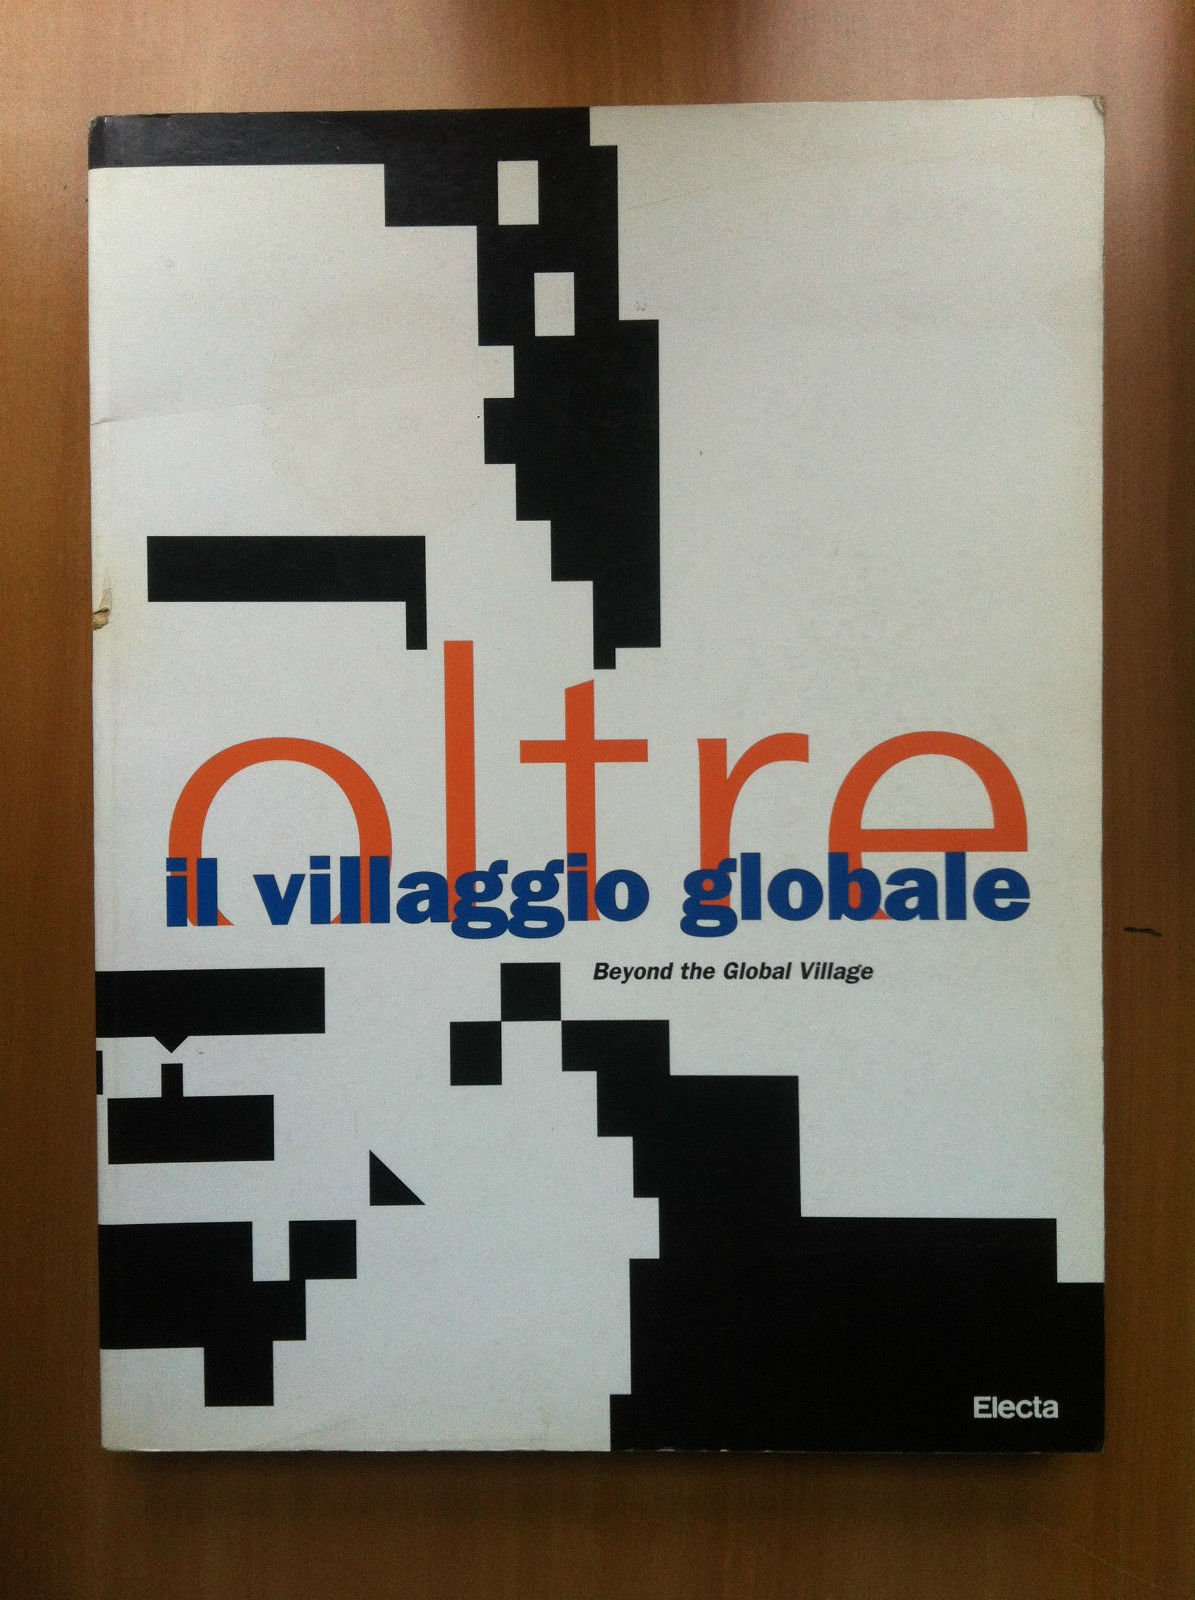 oltre
il villaggio globale
Beyond the Global Village
Electa